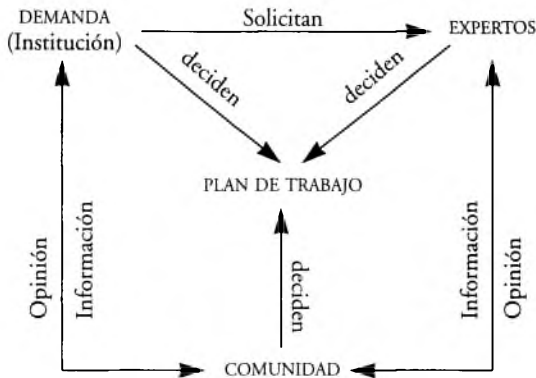 DEMANDA
(Institución)
Solicitan
EXPERTOS
deciden
deciden
PLAN DE TRABAJO
Opinión
Información
deciden
Información
Opinión
COMUNIDAD